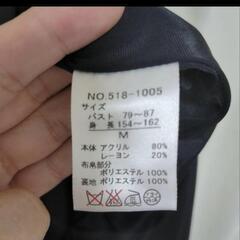 NO.518-1005
サイズ
バスト 79〜87
身 長 154〜162
M
本体 アクリル 80%
レーヨン 20%
布帛部分
ポリエステル 100%
裏地 ポリエステル 100%